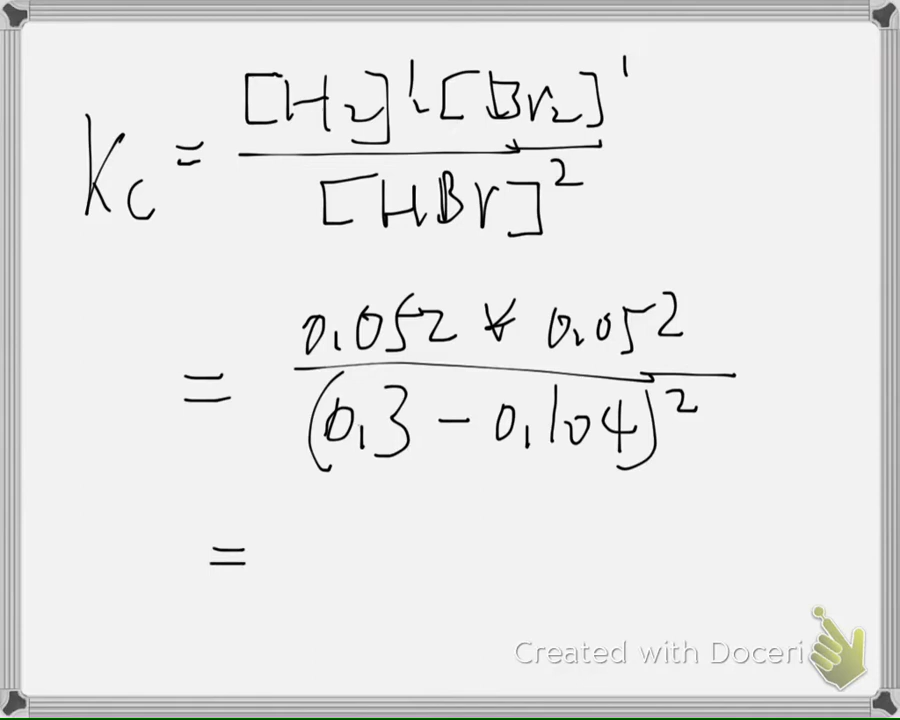 Kc = [H₂]¹·[Br₂]¹ / [HBr]²
= 0.052 * 0.052 / (0.3 - 0.104)²
=
Created with Doceri